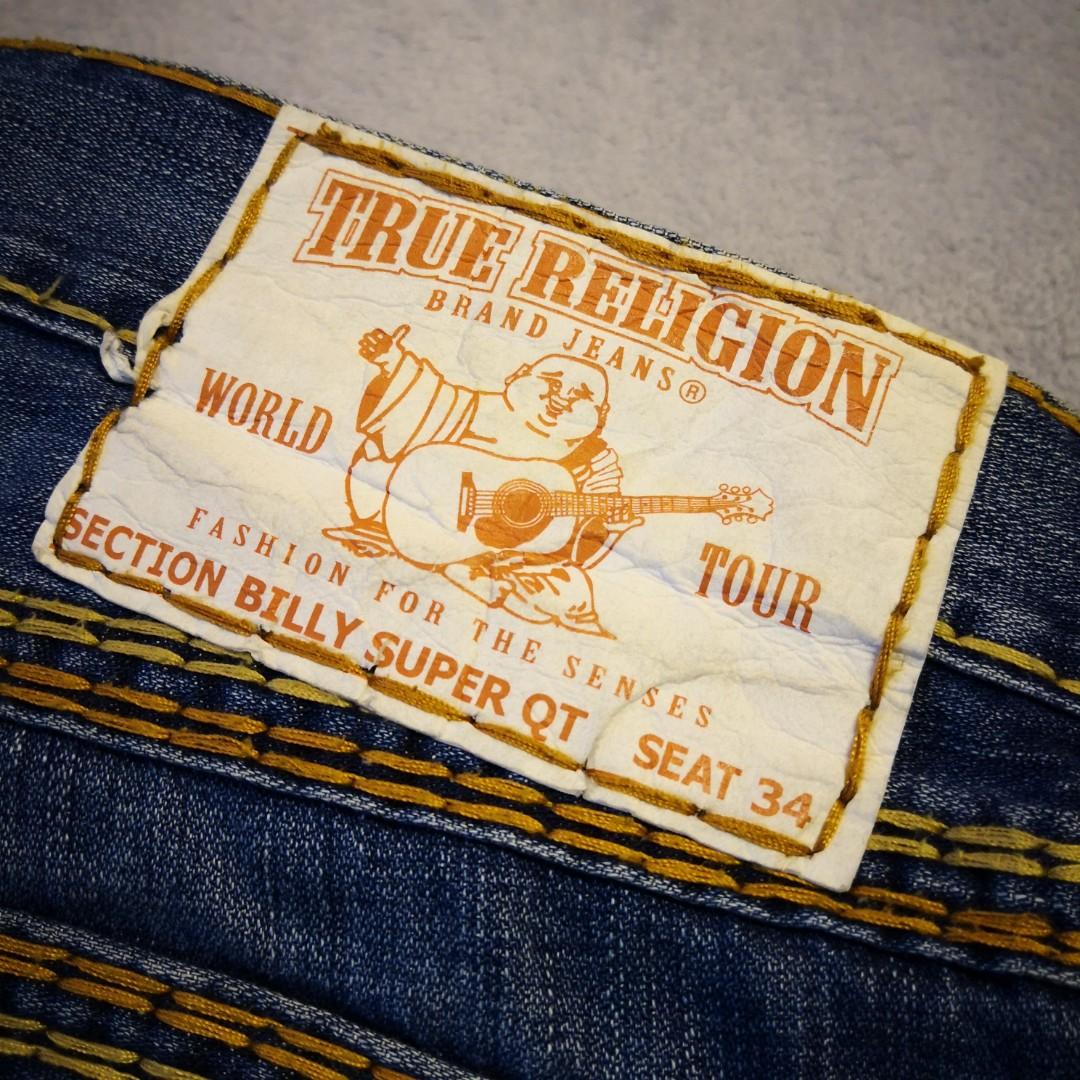 TRUE RELIGION
BRAND JEANS®
WORLD TOUR
FASHION FOR THE SENSES
SECTION BILLY SUPER QT SEAT 34